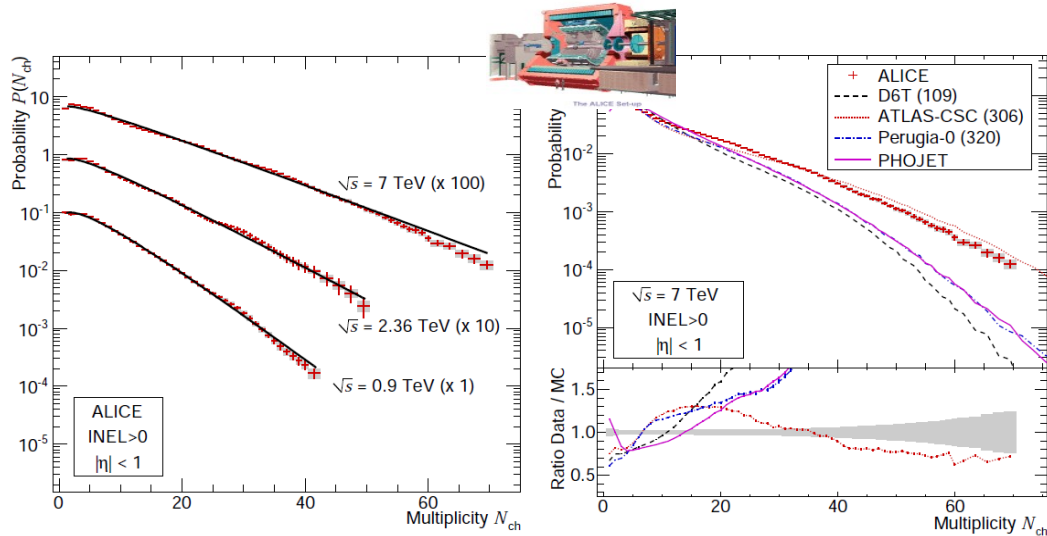 Probability P(N_ch)
10
1
10⁻¹
10⁻²
10⁻³
10⁻⁴
10⁻⁵
√s = 7 TeV (x 100)
√s = 2.36 TeV (x 10)
√s = 0.9 TeV (x 1)
ALICE
INEL>0
|η| < 1
0 20 40 60
Multiplicity N_ch
The ALICE Set-up
Probability
10⁻²
10⁻³
10⁻⁴
10⁻⁵
ALICE
D6T (109)
ATLAS-CSC (306)
Perugia-0 (320)
PHOJET
√s = 7 TeV
INEL>0
|η| < 1
Ratio Data / MC
1.5
1.0
0.5
0 20 40 60
Multiplicity N_ch